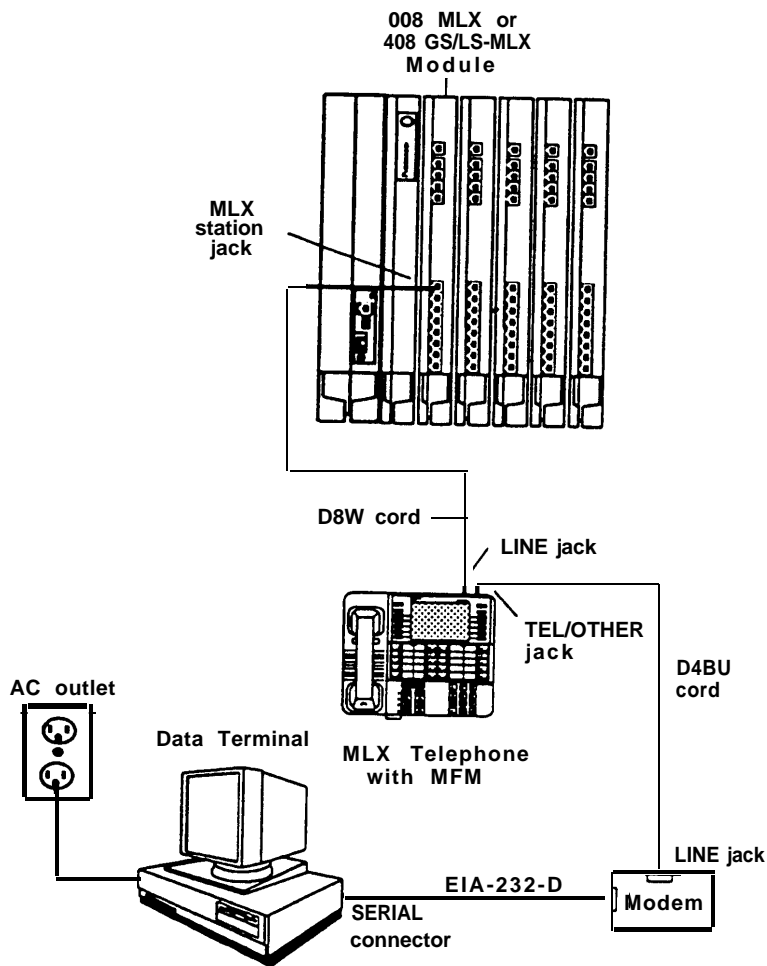 008 MLX or
408 GS/LS-MLX
Module
MLX
station
jack
D8W cord
LINE jack
TEL/OTHER
jack
D4BU
cord
AC outlet
Data Terminal
MLX Telephone
with MFM
LINE jack
EIA-232-D
Modem
SERIAL
connector